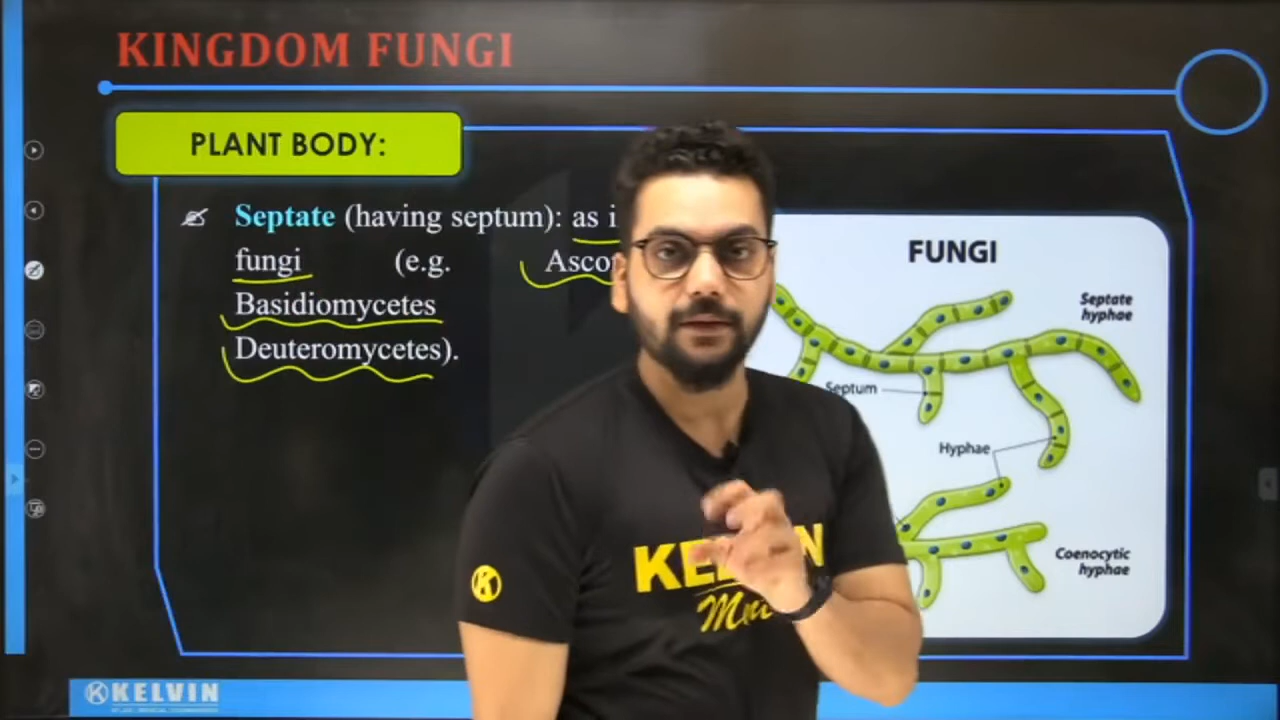 KINGDOM FUNGI
PLANT BODY:
Septate (having septum): as
fungi (e.g.
Basidiomycetes
Deuteromycetes).
FUNGI
Septate
hyphae
Septum
Hyphae
Coenocytic
hyphae
KELVIN
KELVIN